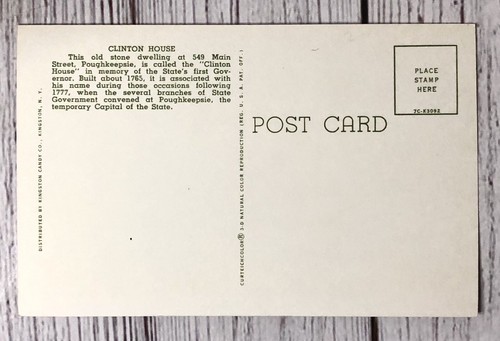 CLINTON HOUSE
This old stone dwelling at 549 Main
Street, Poughkeepsie, is called the "Clinton
House" in memory of the State's first Gov-
ernor. Built about 1765, it is associated with
his name during those occasions following
1777, when the several branches of State
Government convened at Poughkeepsie, the
temporary Capital of the State.
DISTRIBUTED BY KINGSTON CANDY CO., KINGSTON, N. Y.
CURTEICHCOLOR® 3-D NATURAL COLOR REPRODUCTION (REG. U. S. A. PAT. OFF.)
POST CARD
PLACE
STAMP
HERE
7C-K3092